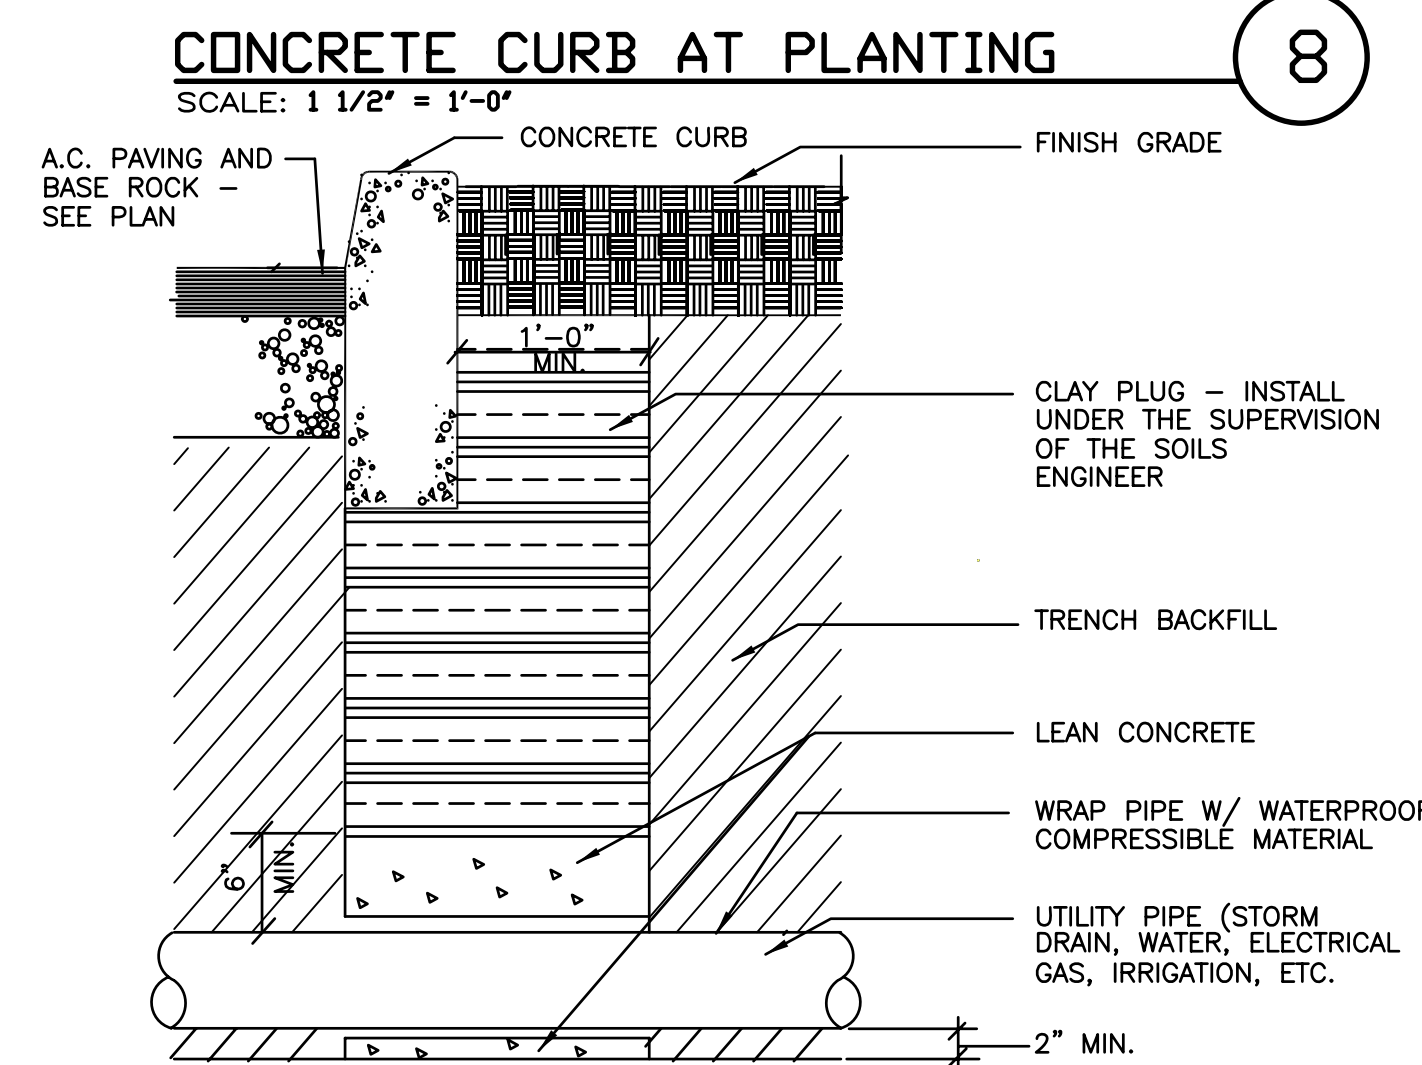 CONCRETE CURB AT PLANTING
8
SCALE: 1 1/2" = 1'-0"
CONCRETE CURB
FINISH GRADE
A.C. PAVING AND
BASE ROCK –
SEE PLAN
1'-0"
MIN.
CLAY PLUG – INSTALL
UNDER THE SUPERVISION
OF THE SOILS
ENGINEER
TRENCH BACKFILL
LEAN CONCRETE
WRAP PIPE W/ WATERPROOF
COMPRESSIBLE MATERIAL
6"
MIN.
UTILITY PIPE (STORM
DRAIN, WATER, ELECTRICAL
GAS, IRRIGATION, ETC.
2" MIN.